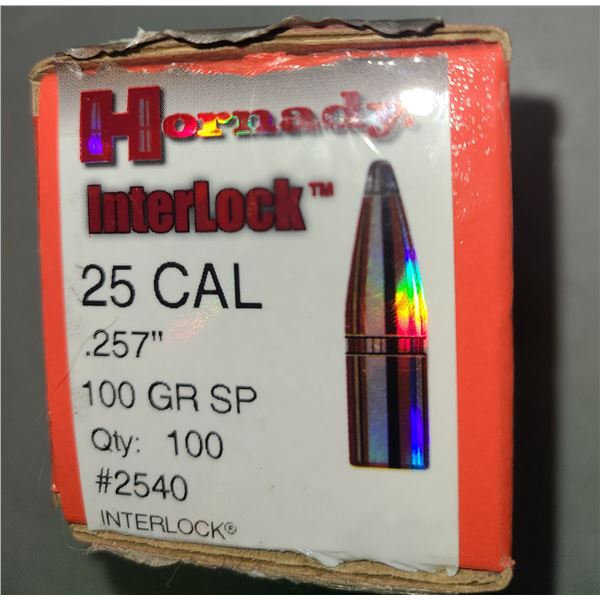 Hornady
InterLock™
25 CAL
.257"
100 GR SP
Qty: 100
#2540
INTERLOCK®